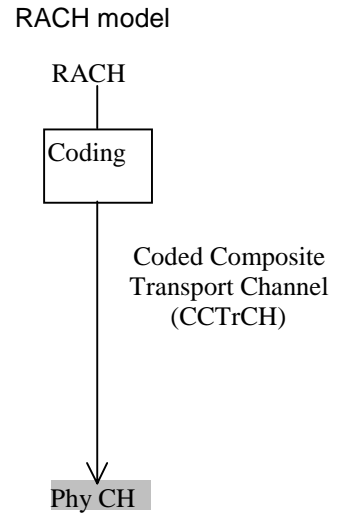 RACH model
RACH
Coding
Coded Composite
Transport Channel
(CCTrCH)
Phy CH